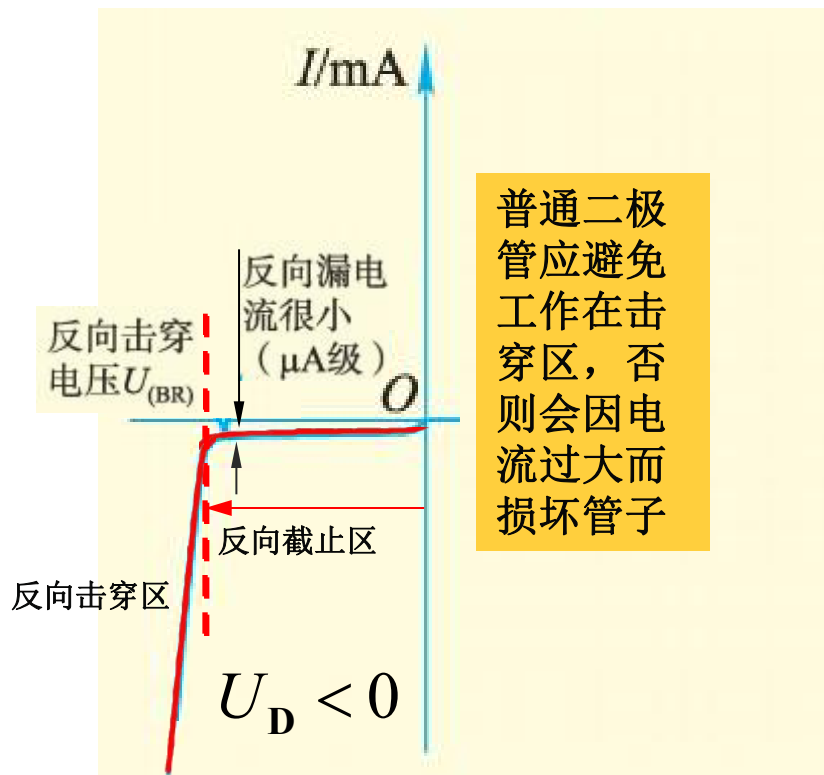 I/mA
普通二极
管应避免
工作在击
穿区，否
则会因电
流过大而
损坏管子
反向漏电
流很小
（μA级）
反向击穿
电压U(BR)
O
反向截止区
反向击穿区
U_D < 0